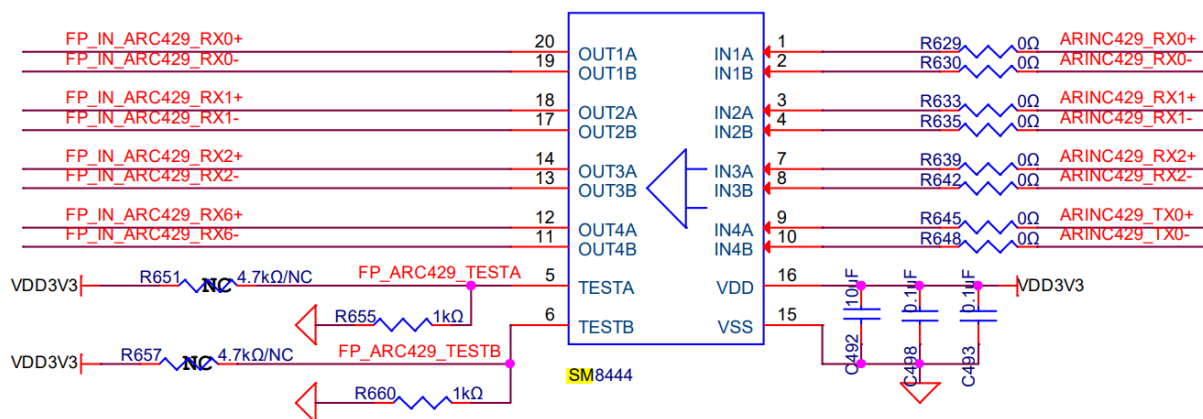 FP_IN_ARC429_RX0+ 20 OUT1A IN1A 1 R629 0Ω ARINC429_RX0+
FP_IN_ARC429_RX0- 19 OUT1B IN1B 2 R630 0Ω ARINC429_RX0-
FP_IN_ARC429_RX1+ 18 OUT2A IN2A 3 R633 0Ω ARINC429_RX1+
FP_IN_ARC429_RX1- 17 OUT2B IN2B 4 R635 0Ω ARINC429_RX1-
FP_IN_ARC429_RX2+ 14 OUT3A IN3A 7 R639 0Ω ARINC429_RX2+
FP_IN_ARC429_RX2- 13 OUT3B IN3B 8 R642 0Ω ARINC429_RX2-
FP_IN_ARC429_RX6+ 12 OUT4A IN4A 9 R645 0Ω ARINC429_TX0+
FP_IN_ARC429_RX6- 11 OUT4B IN4B 10 R648 0Ω ARINC429_TX0-
VDD3V3 R651 NC 4.7kΩ/NC FP_ARC429_TESTA 5 TESTA VDD 16 10uF 0.1uF 0.1uF VDD3V3
R655 1kΩ 6 TESTB VSS 15 C492 C498 C493
VDD3V3 R657 NC 4.7kΩ/NC FP_ARC429_TESTB
R660 1kΩ
SM8444